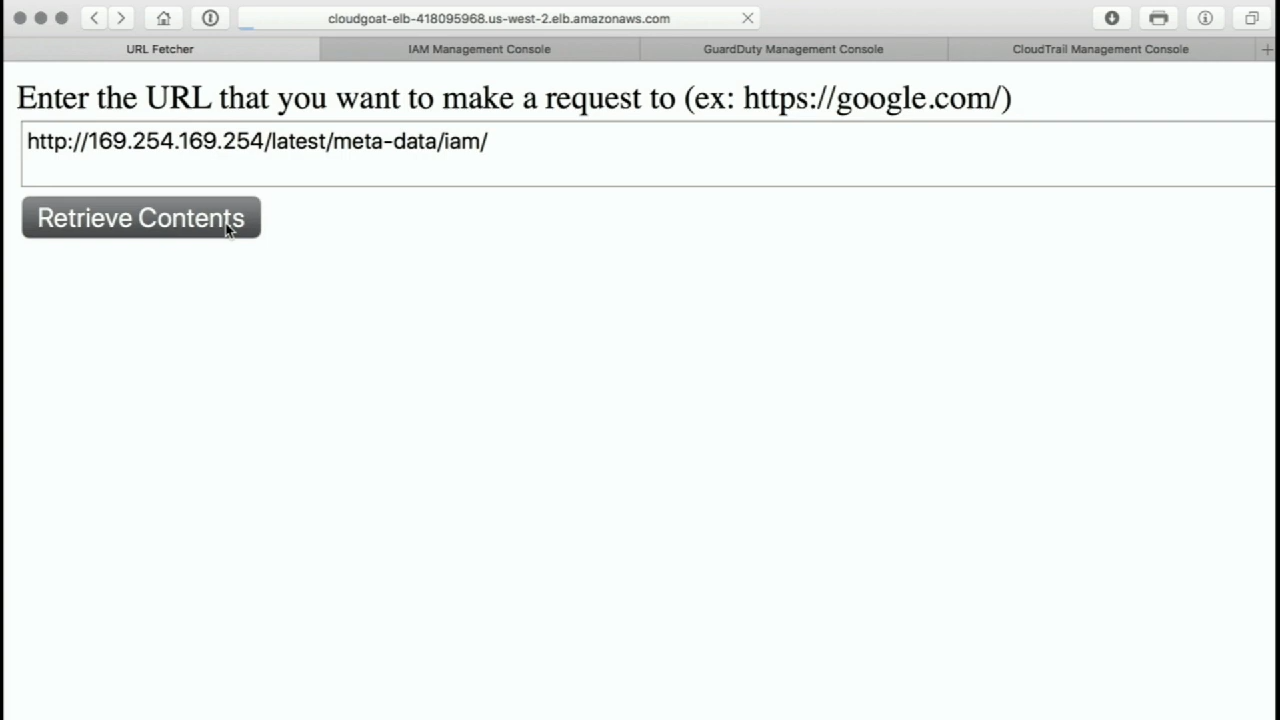 cloudgoat-elb-418095968.us-west-2.elb.amazonaws.com
URL Fetcher
IAM Management Console
GuardDuty Management Console
CloudTrail Management Console
Enter the URL that you want to make a request to (ex: https://google.com/)
http://169.254.169.254/latest/meta-data/iam/
Retrieve Contents